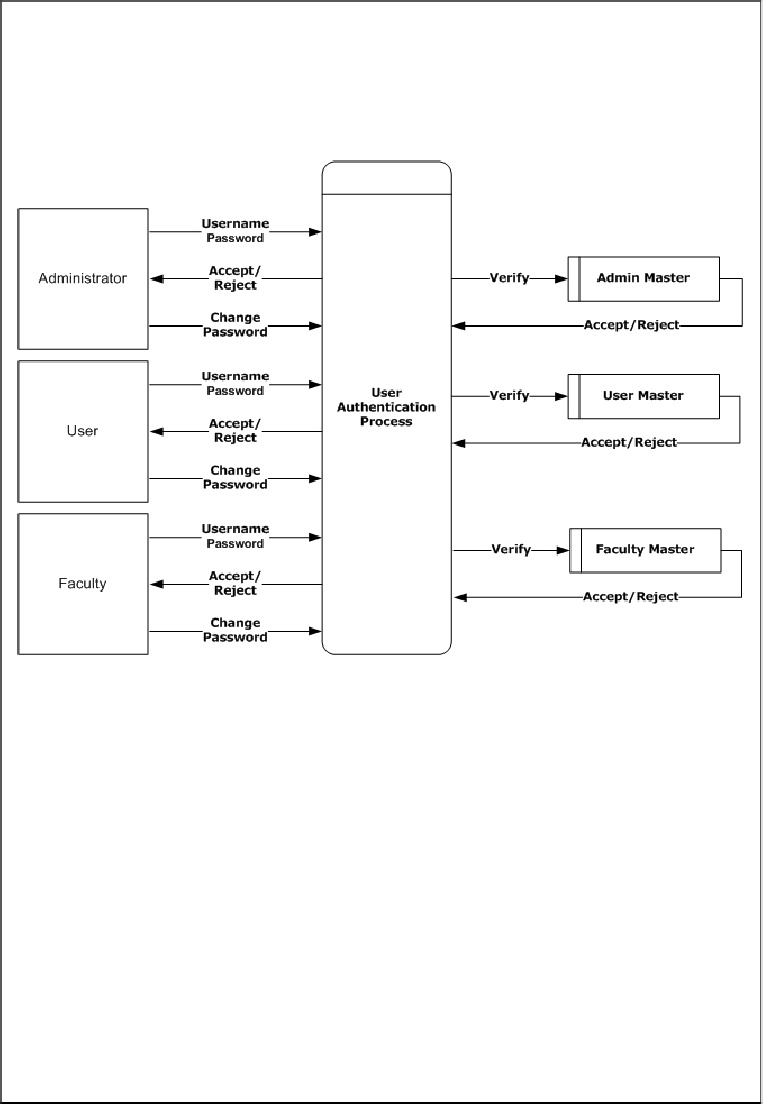 Username
Password
Administrator
Accept/
Reject
Change
Password
Username
Password
User
Accept/
Reject
Change
Password
Username
Password
Faculty
Accept/
Reject
Change
Password
User
Authentication
Process
Verify
Admin Master
Accept/Reject
Verify
User Master
Accept/Reject
Verify
Faculty Master
Accept/Reject